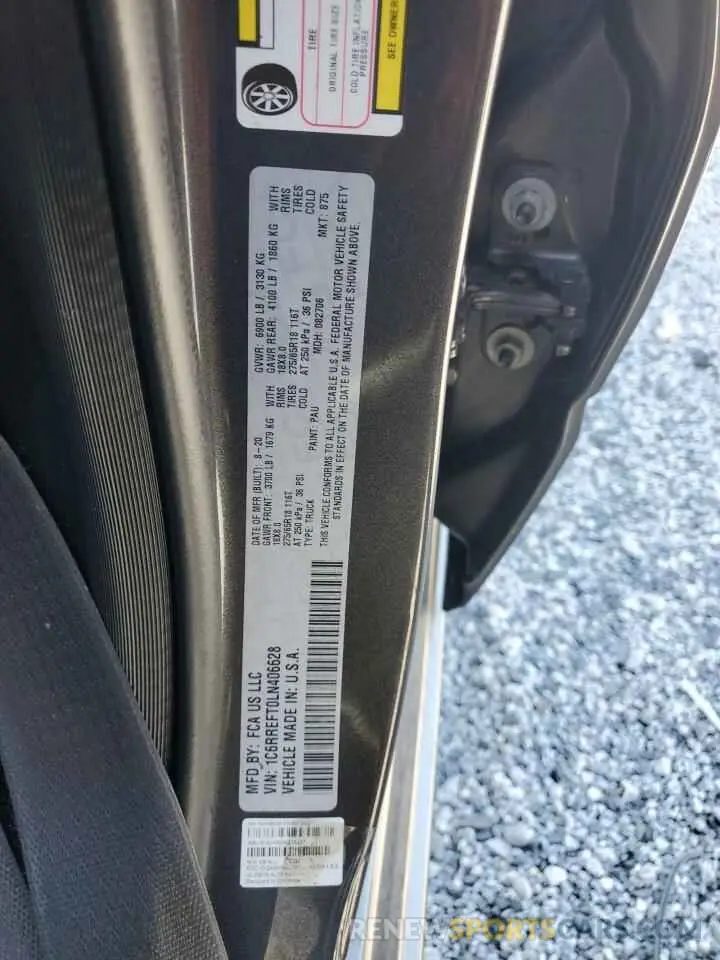 TIRE
ORIGINAL TIRE SIZE
COLD TIRE INFLATION
PRESSURE
SEE OWNER
MFD BY: FCA US LLC
VIN: 1C6RREFT0LN406628
VEHICLE MADE IN: U.S.A.
DATE OF MFR (BUILT): 8-20
GVWR: 6900 LB / 3130 KG
GAWR FRONT: 3700 LB / 1679 KG WITH
GAWR REAR: 4100 LB / 1860 KG WITH
18X8.0 RIMS
18X8.0 RIMS
275/65R18 116T TIRES
275/65R18 116T TIRES
AT 250 kPa / 36 PSI COLD
AT 250 kPa / 36 PSI COLD
TYPE: TRUCK
PAINT: PAU
MDH: 082706
MKT: 875
THIS VEHICLE CONFORMS TO ALL APPLICABLE U.S.A. FEDERAL MOTOR VEHICLE SAFETY
STANDARDS IN EFFECT ON THE DATE OF MANUFACTURE SHOWN ABOVE.
RENEWSPORTSCARS.COM